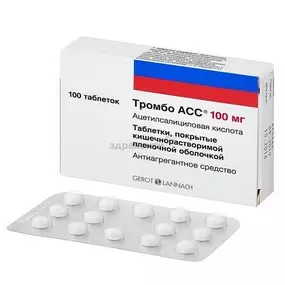 100 таблеток
Тромбо АСС® 100 мг
Ацетилсалициловая кислота
Таблетки, покрытые
кишечнорастворимой
пленочной оболочкой
Антиагрегантное средство
GEROT LANNACH